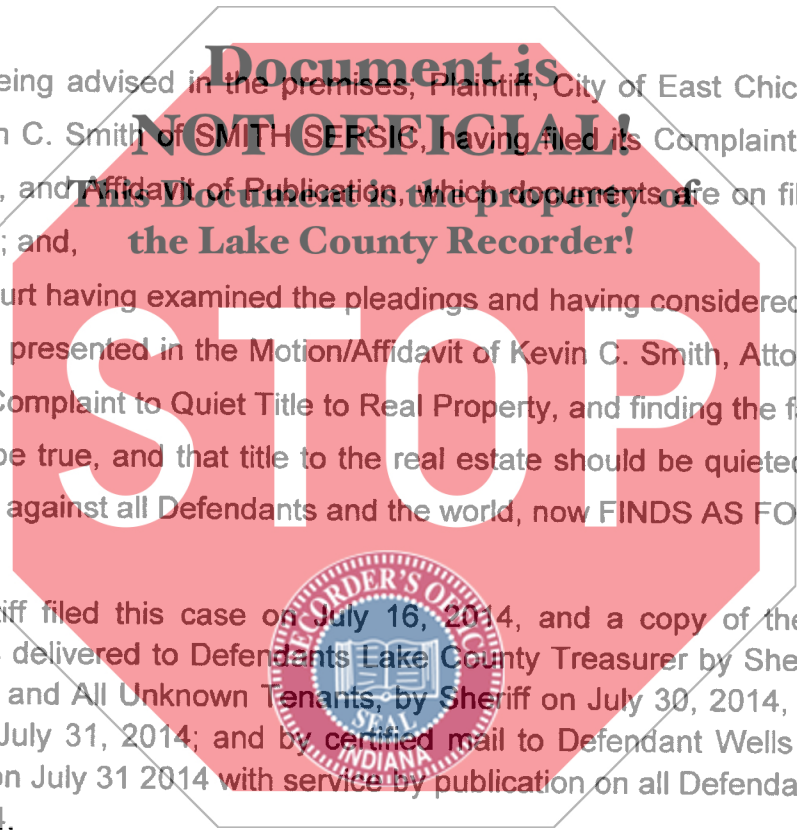 Document is
eing advised in the premises; Plaintiff, City of East Chic
NOT OFFICIAL!
n C. Smith of SMITH SERSIC, having filed its Complaint
This Document is the property of
, and Affidavit of Publication, which documents are on fil
the Lake County Recorder!
; and,
urt having examined the pleadings and having considered
presented in the Motion/Affidavit of Kevin C. Smith, Atto
Complaint to Quiet Title to Real Property, and finding the f
be true, and that title to the real estate should be quieted
against all Defendants and the world, now FINDS AS FO
STOP
iff filed this case on July 16, 2014, and a copy of the
delivered to Defendants Lake County Treasurer by She
and All Unknown Tenants, by Sheriff on July 30, 2014,
July 31, 2014; and by certified mail to Defendant Wells
on July 31 2014 with service by publication on all Defenda
4.
RECORDER'S OFFICE
SEAL
INDIANA